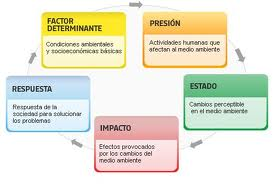 FACTOR
DETERMINANTE
Condiciones ambientales
y socioeconómicas básicas
PRESIÓN
Actividades humanas que
afectan al medio ambiente
ESTADO
Cambios perceptible
en el medio ambiente
IMPACTO
Efectos provocados
por los cambios del
medio ambiente
RESPUESTA
Respuesta de la
sociedad para solucionar
los problemas